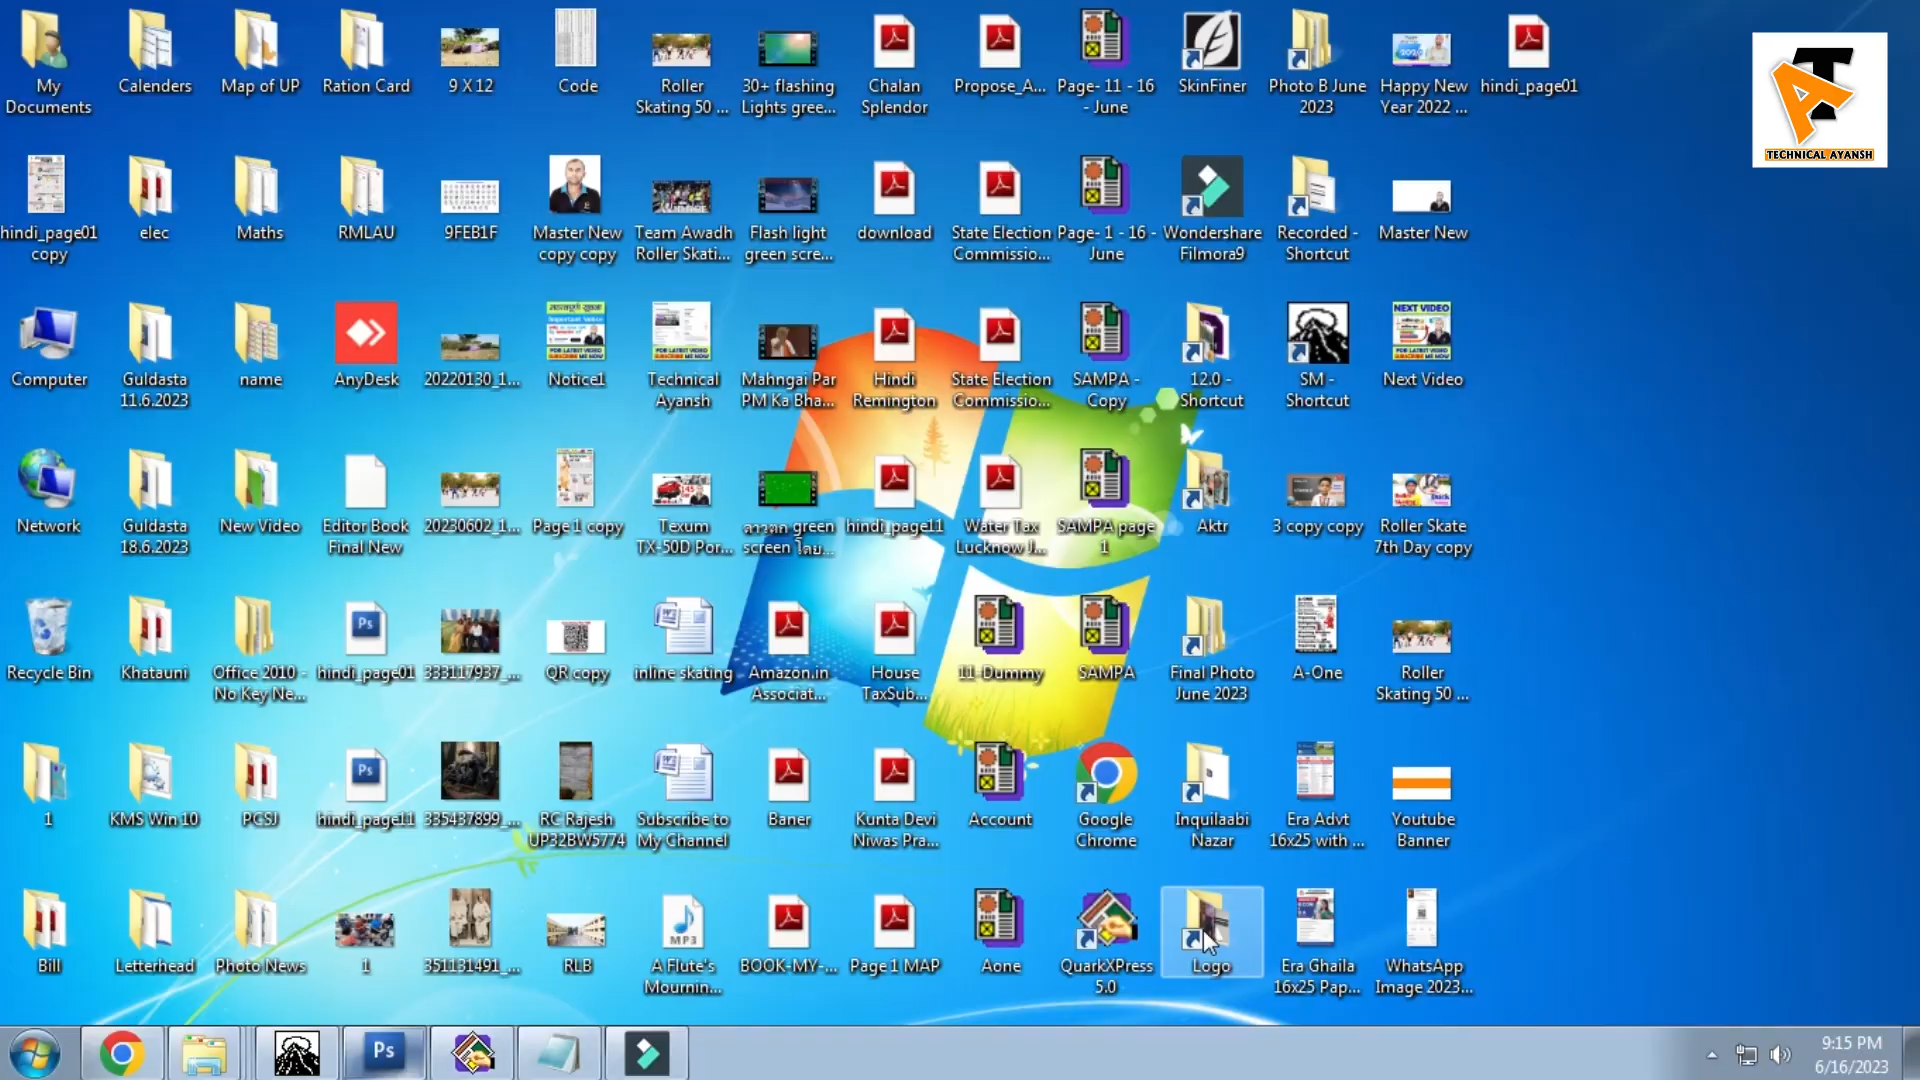 My Documents
Calenders
Map of UP
Ration Card
9 X 12
Code
Roller Skating 50 ...
30+ flashing Lights gree...
Chalan Splendor
Propose_A...
Page- 11 - 16 - June
SkinFiner
Photo B June 2023
Happy New Year 2022 ...
hindi_page01
TECHNICAL AYANSH
hindi_page01 copy
elec
Maths
RMLAU
9FEB1F
Master New copy copy
Team Awadh Roller Skati...
Flash light green scre...
download
State Election Commissio...
Page- 1 - 16 - June
Wondershare Filmora9
Recorded - Shortcut
Master New
Computer
Guldasta 11.6.2023
name
AnyDesk
20220130_1...
Notice1
Technical Ayansh
Mahngai Par PM Ka Bha...
Hindi Remington
State Election Commissio...
SAMPA - Copy
12.0 - Shortcut
SM - Shortcut
NEXT VIDEO
Next Video
Network
Guldasta 18.6.2023
New Video
Editor Book Final New
20230602_1...
Page 1 copy
Texum TX-50D Por...
ดาวตก green screen โดย...
hindi_page11
Water Tax Lucknow J...
SAMPA page 1
Aktr
3 copy copy
Roller Skate 7th Day copy
Recycle Bin
Khatauni
Office 2010 - No Key Ne...
Ps
hindi_page01
333117937_...
QR copy
inline skating
Amazon.in Associat...
House TaxSub...
11-Dummy
SAMPA
Final Photo June 2023
A-One
Roller Skating 50 ...
1
KMS Win 10
PCSJ
Ps
hindi_page11
335437899_...
RC Rajesh UP32BW5774
Subscribe to My Channel
Baner
Kunta Devi Niwas Pra...
Account
Google Chrome
Inquilaabi Nazar
Era Advt 16x25 with ...
Youtube Banner
Bill
Letterhead
Photo News
1
351131491_...
RLB
MP3
A Flute's Mournin...
BOOK-MY-...
Page 1 MAP
Aone
QuarkXPress 5.0
Logo
Era Ghaila 16x25 Pap...
WhatsApp Image 2023...
Ps
9:15 PM
6/16/2023